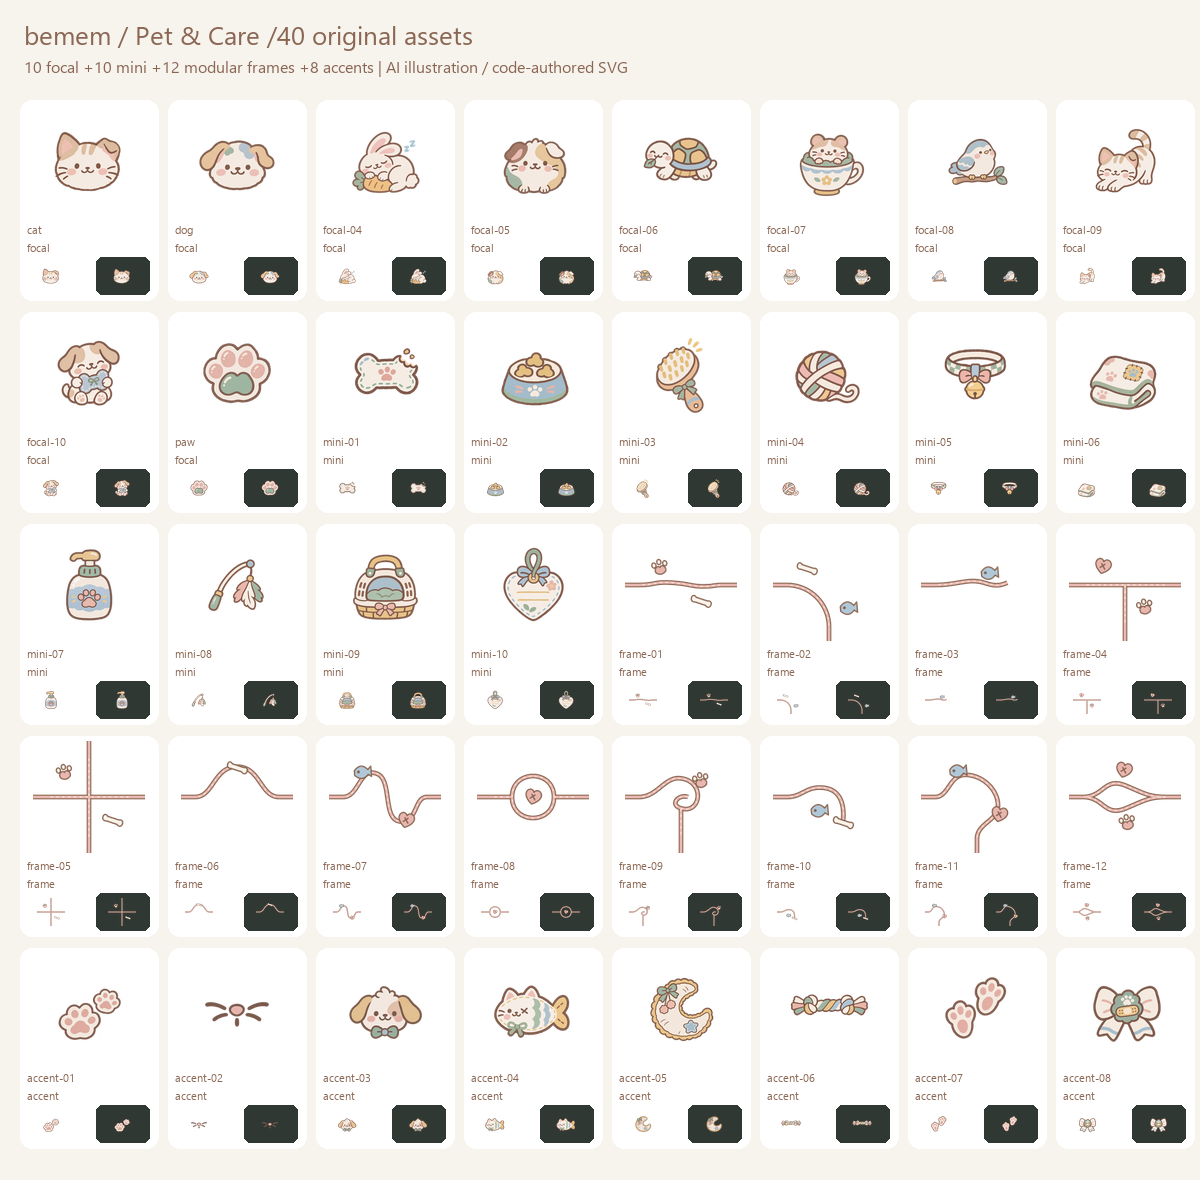 bemem / Pet & Care /40 original assets
10 focal +10 mini +12 modular frames +8 accents | AI illustration / code-authored SVG
cat
focal
dog
focal
focal-04
focal
focal-05
focal
focal-06
focal
focal-07
focal
focal-08
focal
focal-09
focal
focal-10
focal
paw
focal
mini-01
mini
mini-02
mini
mini-03
mini
mini-04
mini
mini-05
mini
mini-06
mini
mini-07
mini
mini-08
mini
mini-09
mini
mini-10
mini
frame-01
frame
frame-02
frame
frame-03
frame
frame-04
frame
frame-05
frame
frame-06
frame
frame-07
frame
frame-08
frame
frame-09
frame
frame-10
frame
frame-11
frame
frame-12
frame
accent-01
accent
accent-02
accent
accent-03
accent
accent-04
accent
accent-05
accent
accent-06
accent
accent-07
accent
accent-08
accent